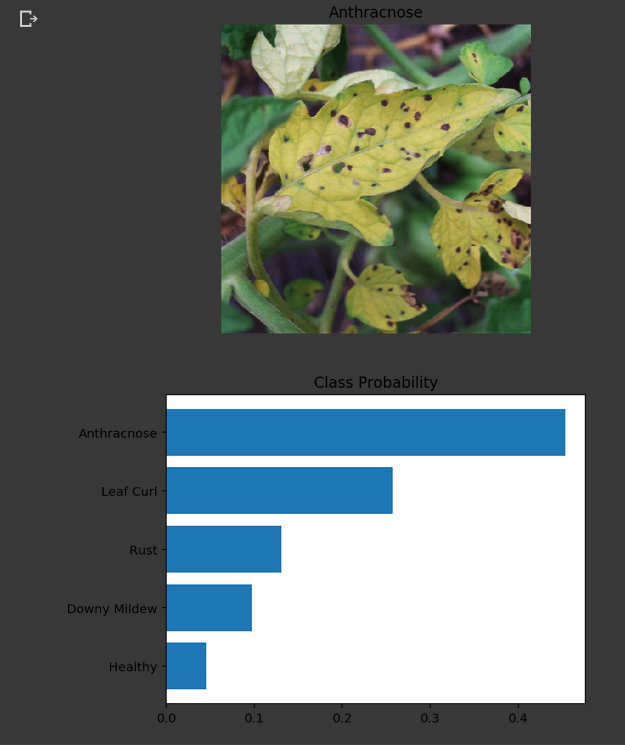 Anthracnose
Class Probability
Anthracnose
Leaf Curl
Rust
Downy Mildew
Healthy
0.0 0.1 0.2 0.3 0.4